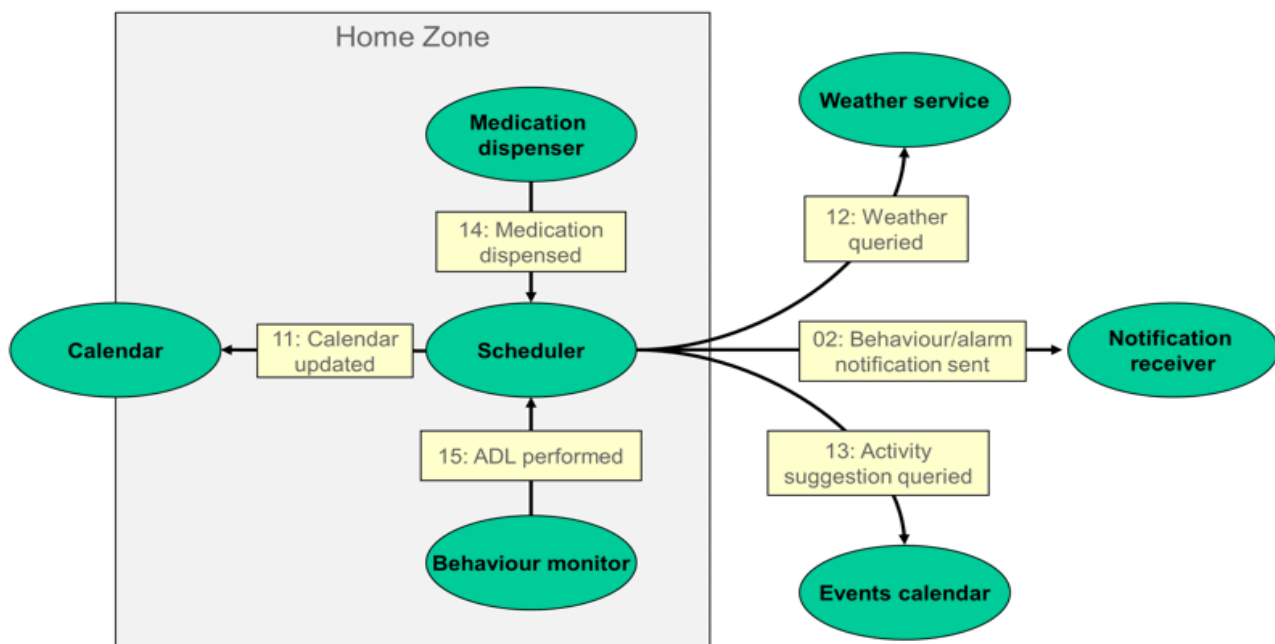 Home Zone
Weather service
Medication
dispenser
12: Weather
queried
14: Medication
dispensed
Calendar
11: Calendar
updated
Scheduler
02: Behaviour/alarm
notification sent
Notification
receiver
15: ADL performed
13: Activity
suggestion queried
Behaviour monitor
Events calendar